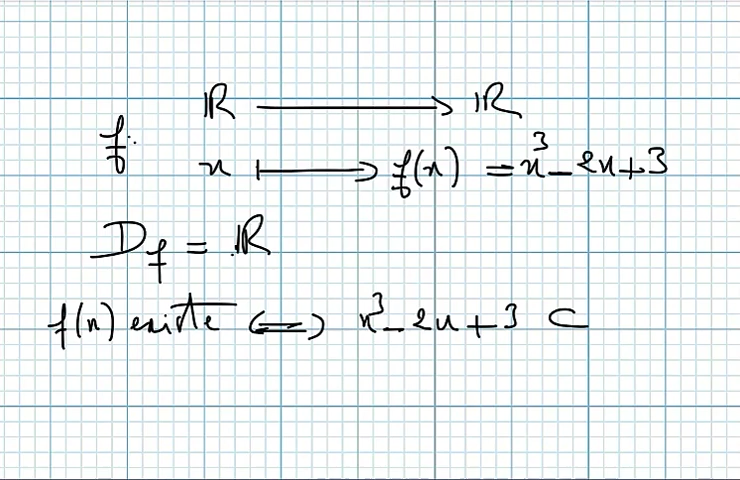 ℝ ⟶ ℝ
f:
x ⟼ f(x) = x³ - 2x + 3
D_f = ℝ
f(x) existe ⟺ x³ - 2x + 3 ⊂